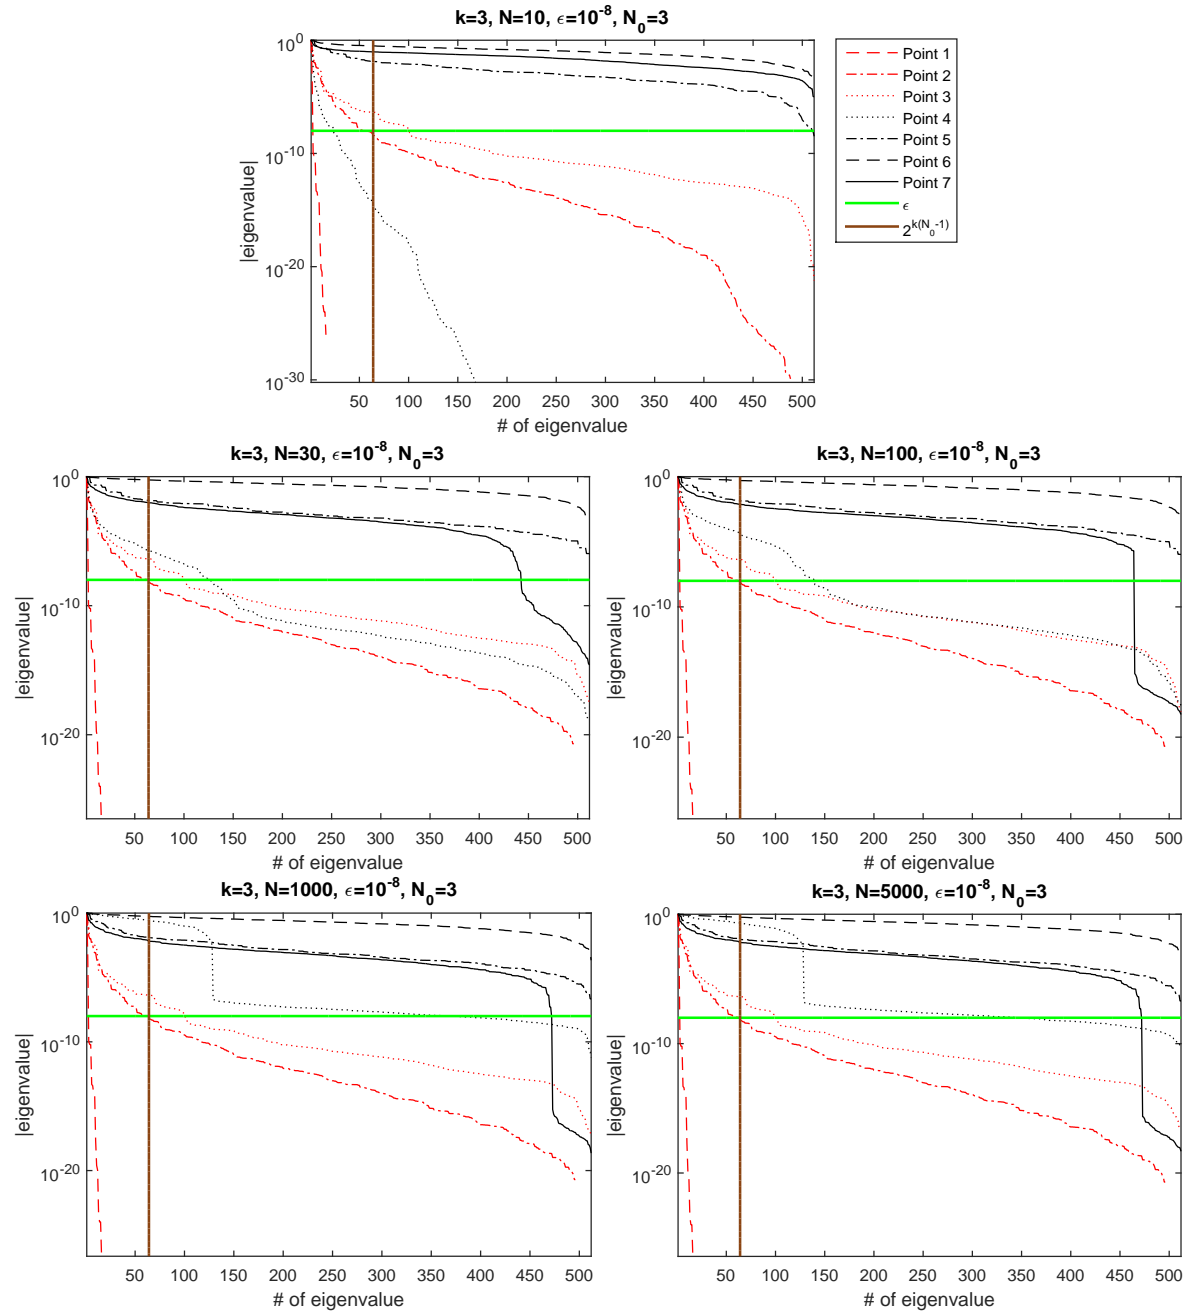 k=3, N=10, ϵ=10^-8, N_0=3
10^0
10^-10
10^-20
10^-30
|eigenvalue|
50 100 150 200 250 300 350 400 450 500
# of eigenvalue
Point 1
Point 2
Point 3
Point 4
Point 5
Point 6
Point 7
ϵ
2^k(N_0-1)
k=3, N=30, ϵ=10^-8, N_0=3
10^0
10^-10
10^-20
|eigenvalue|
50 100 150 200 250 300 350 400 450 500
# of eigenvalue
k=3, N=100, ϵ=10^-8, N_0=3
10^0
10^-10
10^-20
|eigenvalue|
50 100 150 200 250 300 350 400 450 500
# of eigenvalue
k=3, N=1000, ϵ=10^-8, N_0=3
10^0
10^-10
10^-20
|eigenvalue|
50 100 150 200 250 300 350 400 450 500
# of eigenvalue
k=3, N=5000, ϵ=10^-8, N_0=3
10^0
10^-10
10^-20
|eigenvalue|
50 100 150 200 250 300 350 400 450 500
# of eigenvalue